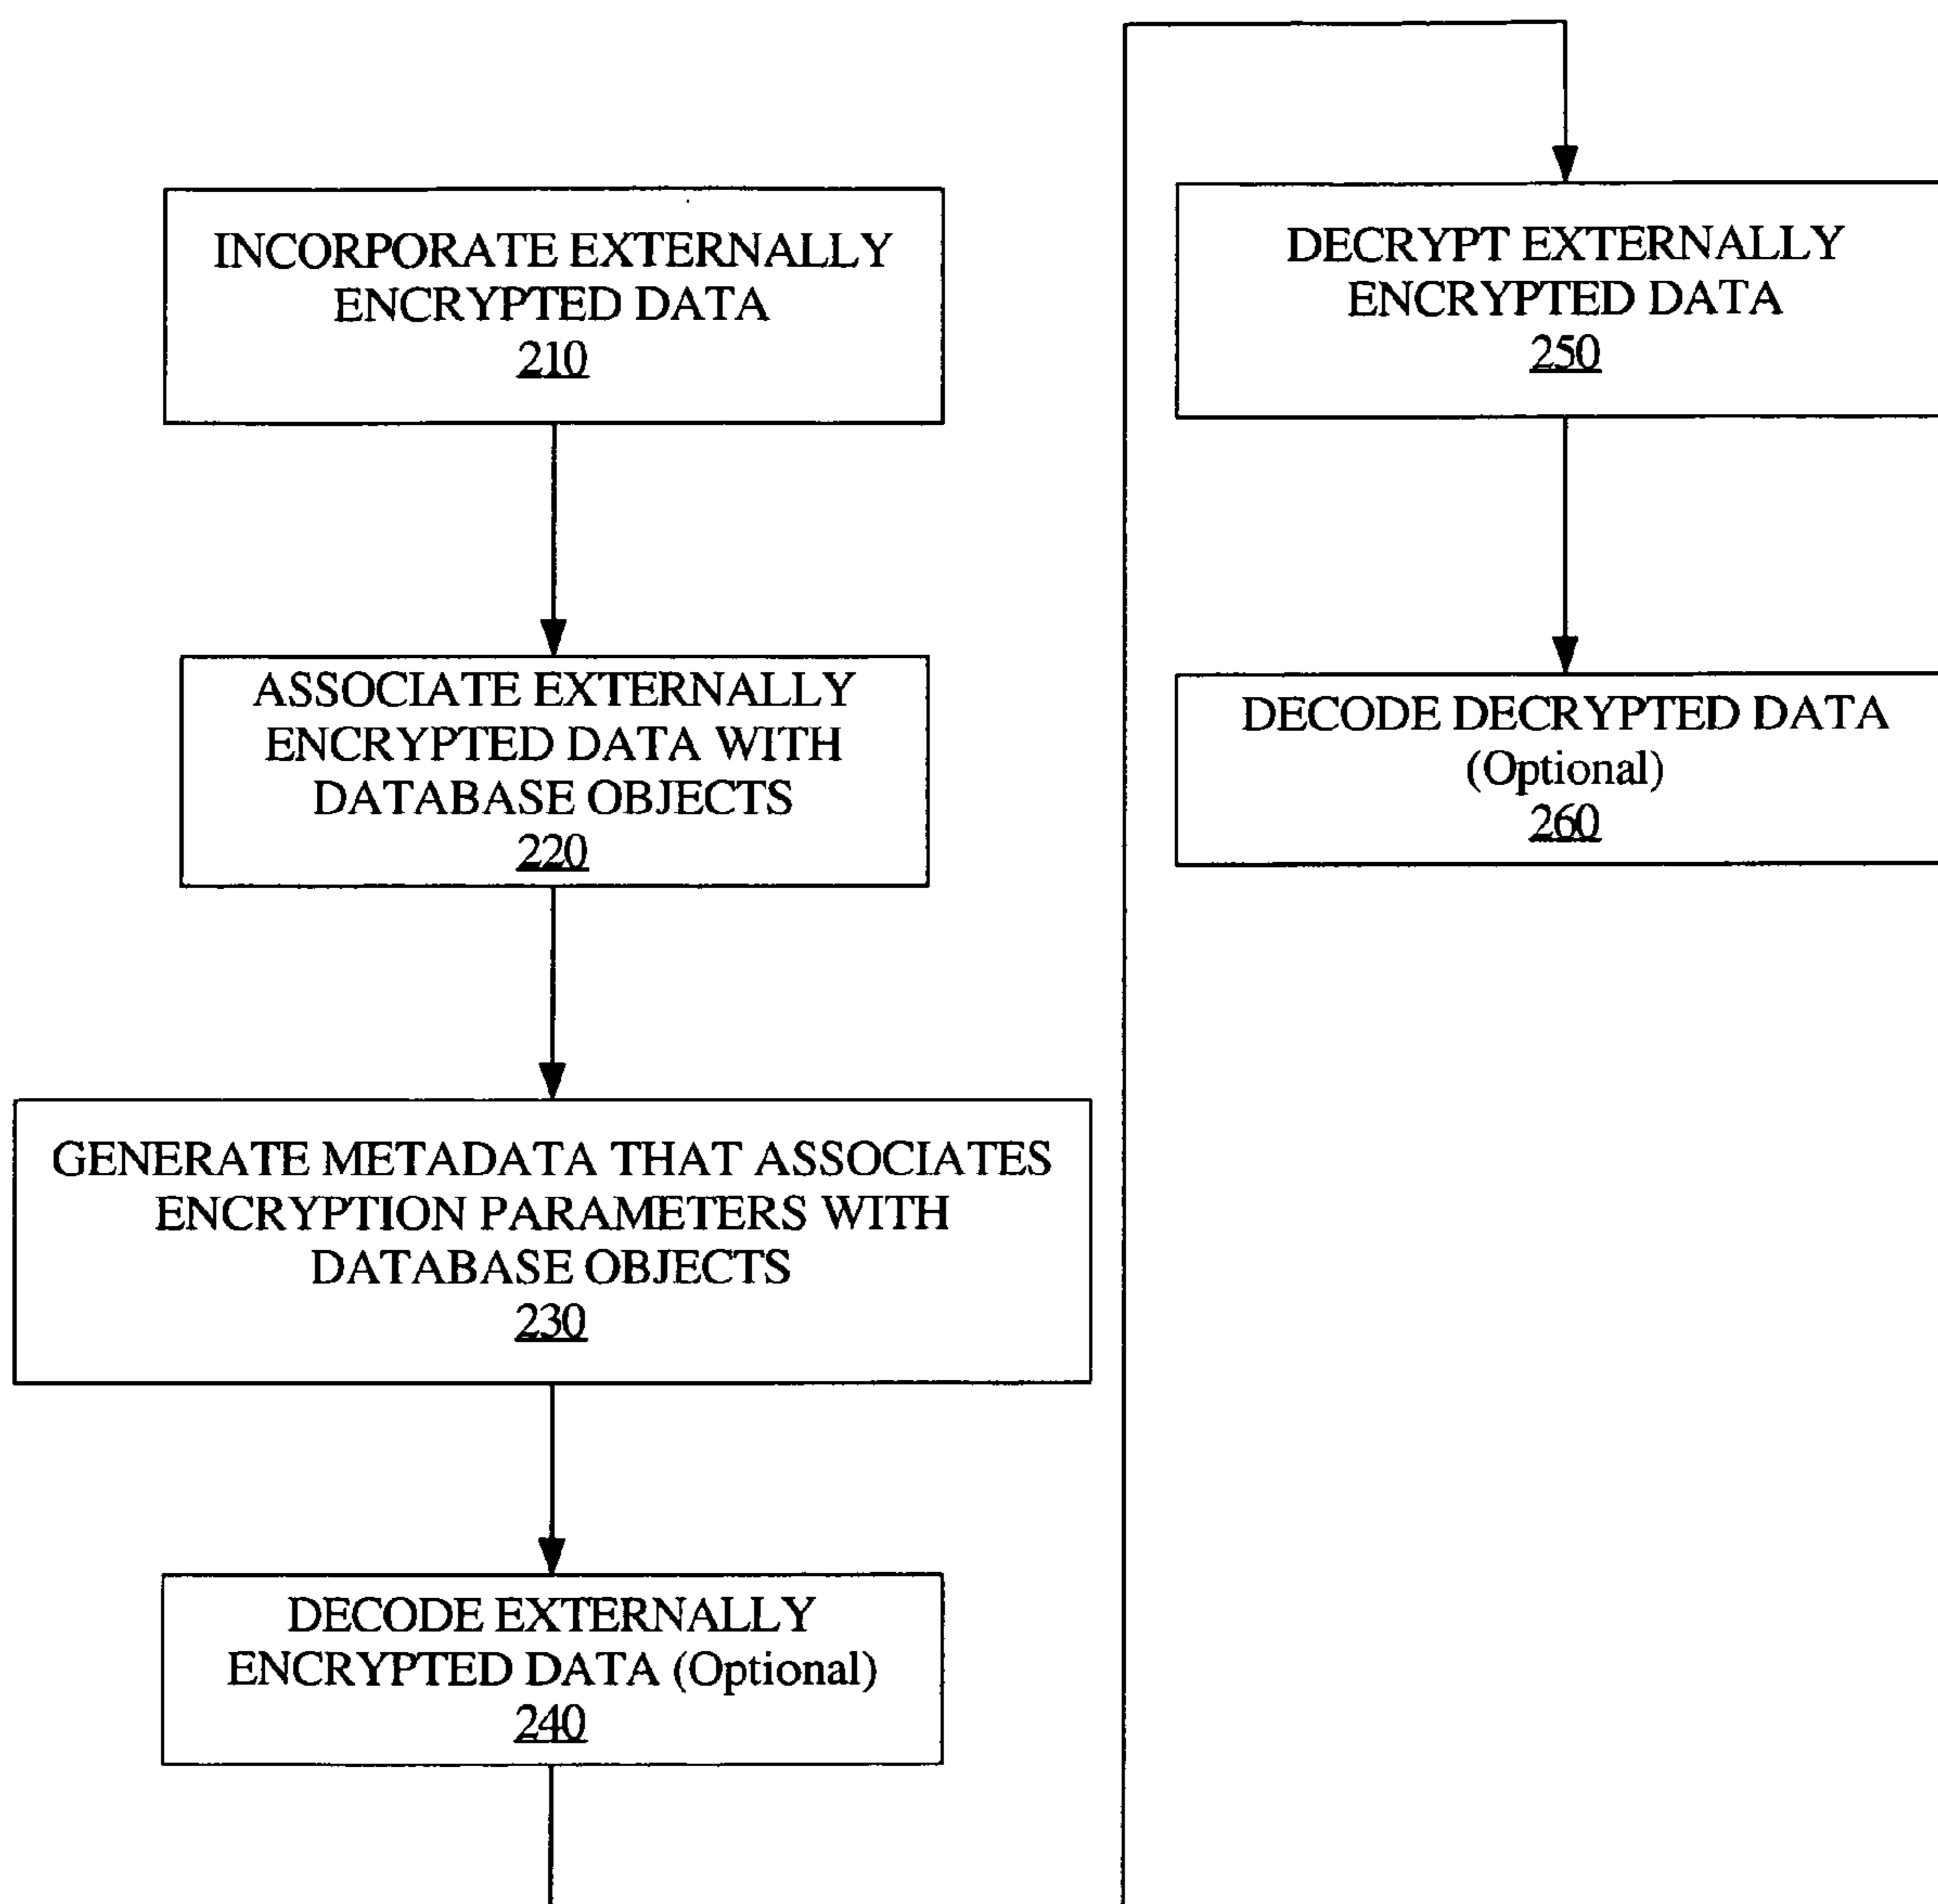 INCORPORATE EXTERNALLY
ENCRYPTED DATA
210
ASSOCIATE EXTERNALLY
ENCRYPTED DATA WITH
DATABASE OBJECTS
220
GENERATE METADATA THAT ASSOCIATES
ENCRYPTION PARAMETERS WITH
DATABASE OBJECTS
230
DECODE EXTERNALLY
ENCRYPTED DATA (Optional)
240
DECRYPT EXTERNALLY
ENCRYPTED DATA
250
DECODE DECRYPTED DATA
(Optional)
260